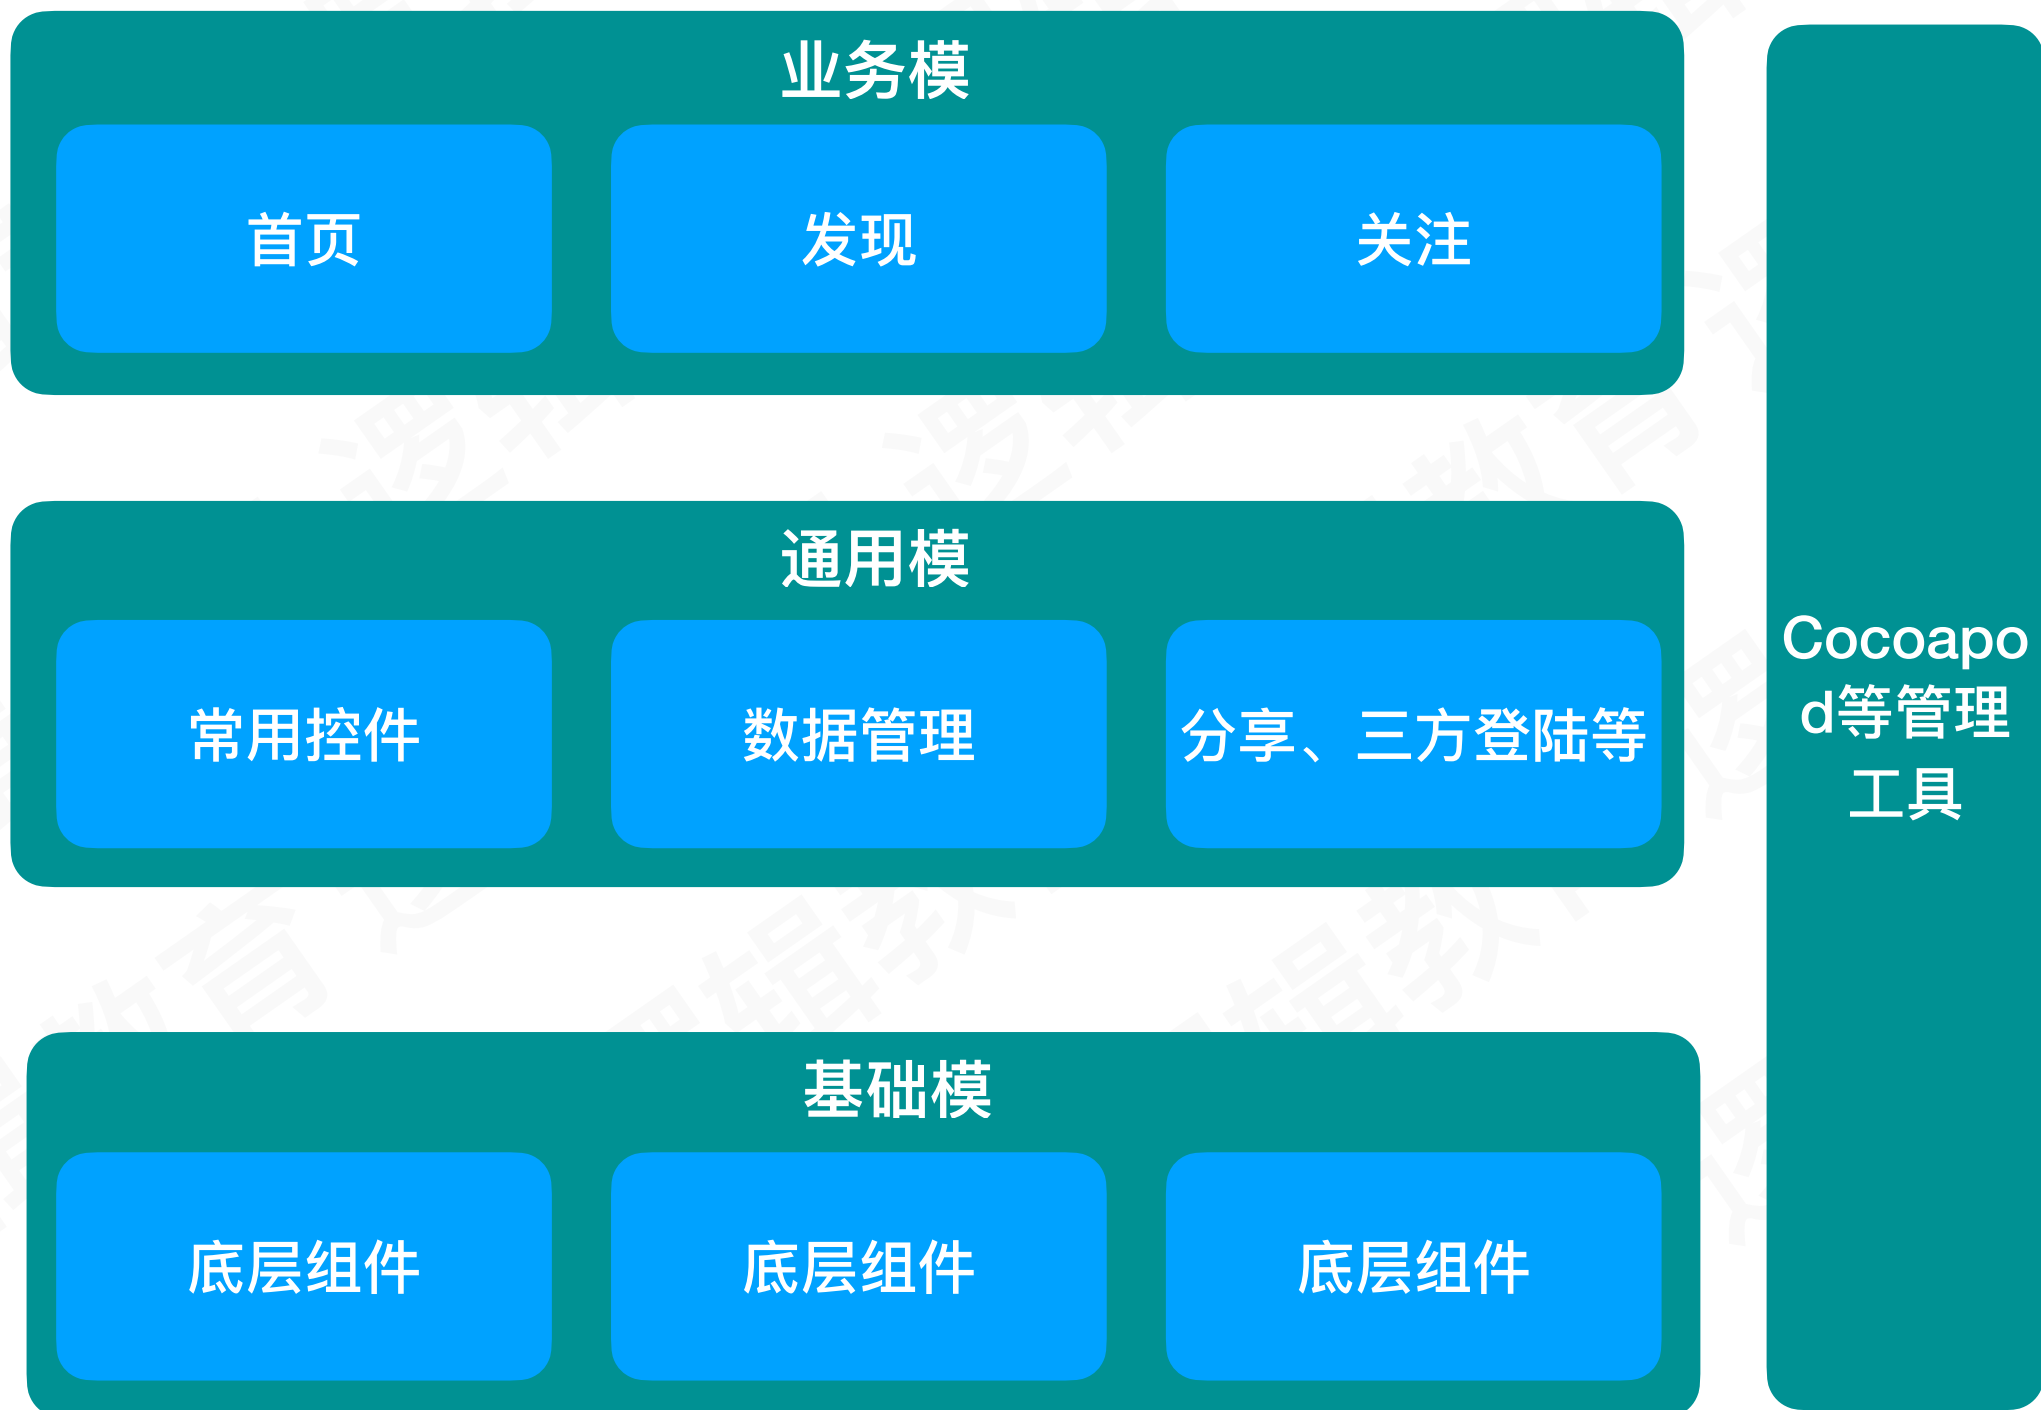 业务模
首页
发现
关注
通用模
常用控件
数据管理
分享、三方登陆等
Cocoapo
d等管理
工具
基础模
底层组件
底层组件
底层组件